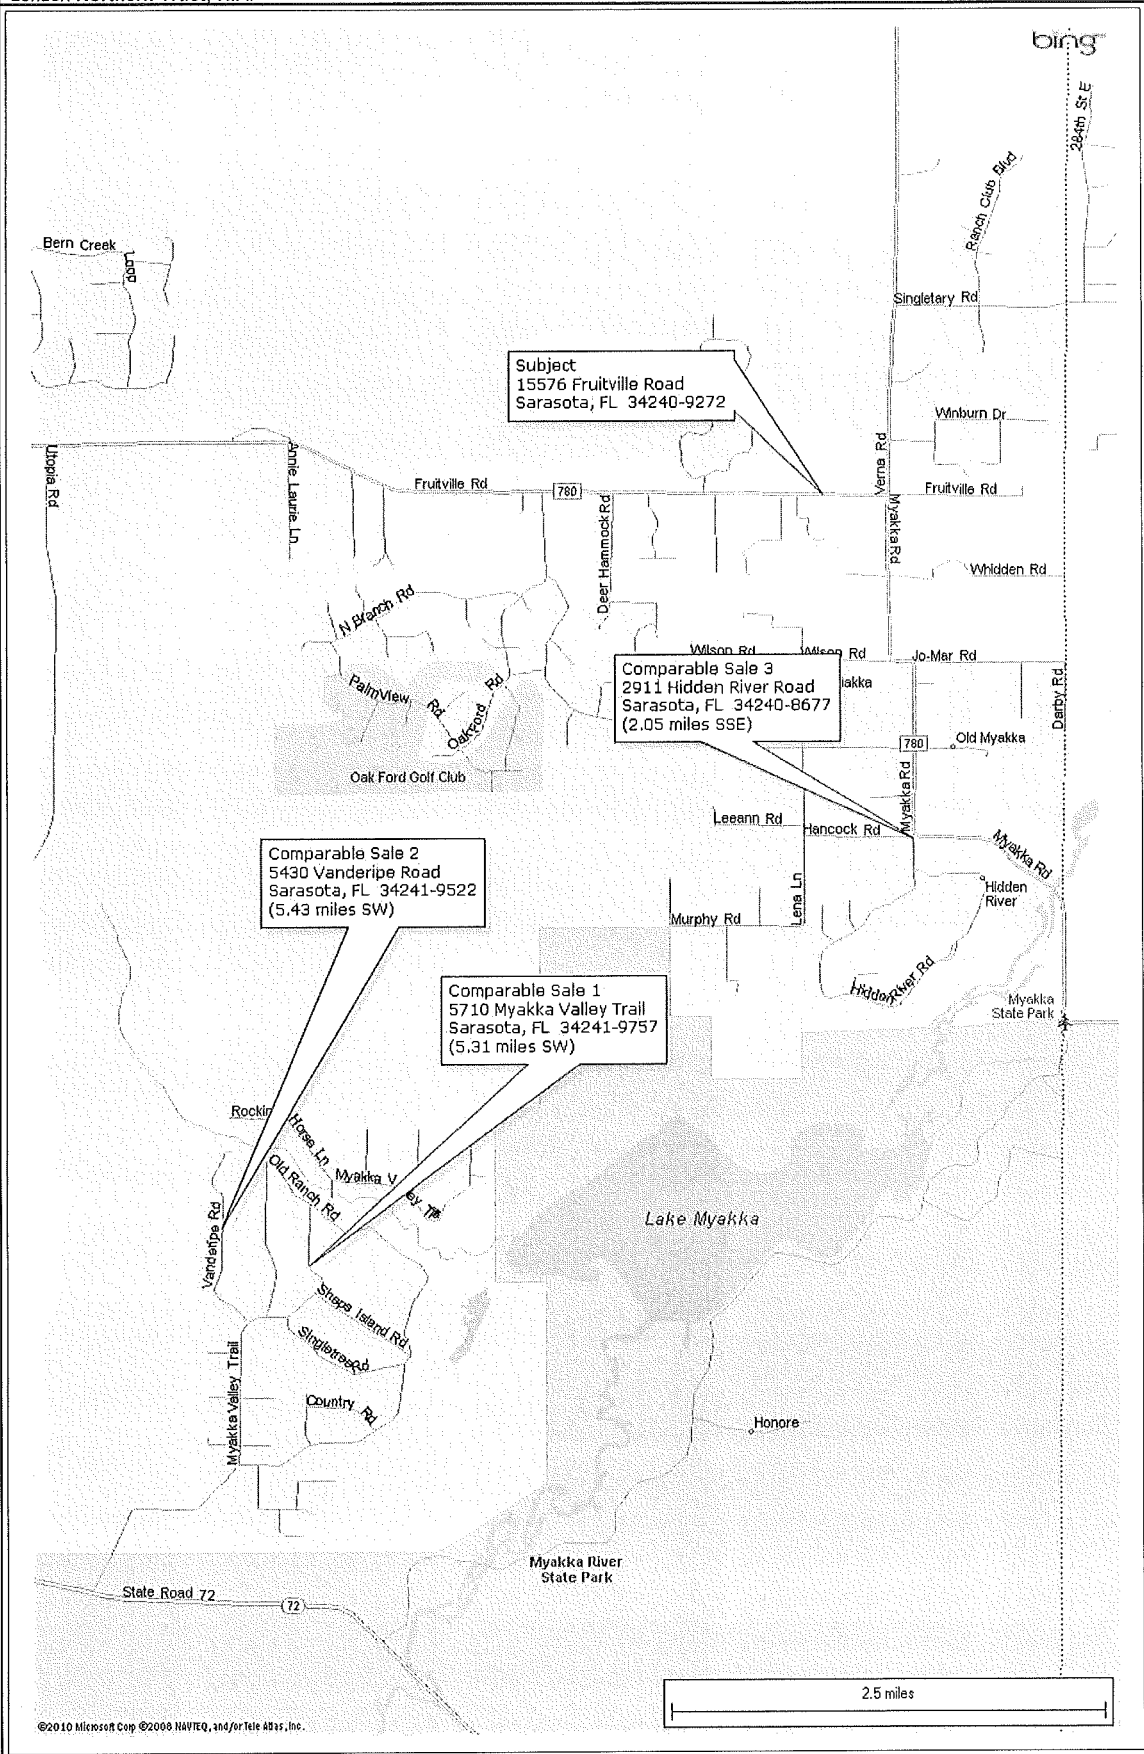 bing
284th St E
Ranch Club Blvd
Bern Creek
Loop
Singletary Rd
Subject
15576 Fruitville Road
Sarasota, FL 34240-9272
Winburn Dr
Utopia Rd
Annie Laurie Ln
Verna Rd
Fruitville Rd
780
Fruitville Rd
Deer Hammock Rd
Myakka Rd
Whidden Rd
N Branch Rd
Wilson Rd
Wilson Rd
Jo-Mar Rd
Comparable Sale 3
2911 Hidden River Road
Sarasota, FL 34240-8677
(2.05 miles SSE)
iakka
Palmview Rd
Oakford Rd
Darby Rd
780
Old Myakka
Oak Ford Golf Club
Myakka Rd
Leeann Rd
Hancock Rd
Myakka Rd
Comparable Sale 2
5430 Vanderipe Road
Sarasota, FL 34241-9522
(5.43 miles SW)
Hidden
River
Lena Ln
Murphy Rd
Hidden River Rd
Comparable Sale 1
5710 Myakka Valley Trail
Sarasota, FL 34241-9757
(5.31 miles SW)
Myakka
State Park
Rockin
Horse Ln
Old Ranch Rd
Myakka V
ey Tr
Vanderipe Rd
Lake Myakka
Sheps Island Rd
Singletree Rd
Myakka Valley Trail
Country Rd
Honore
Myakka River
State Park
State Road 72
72
2.5 miles
©2010 Microsoft Corp ©2008 NAVTEQ, and/or Tele Atlas, Inc.